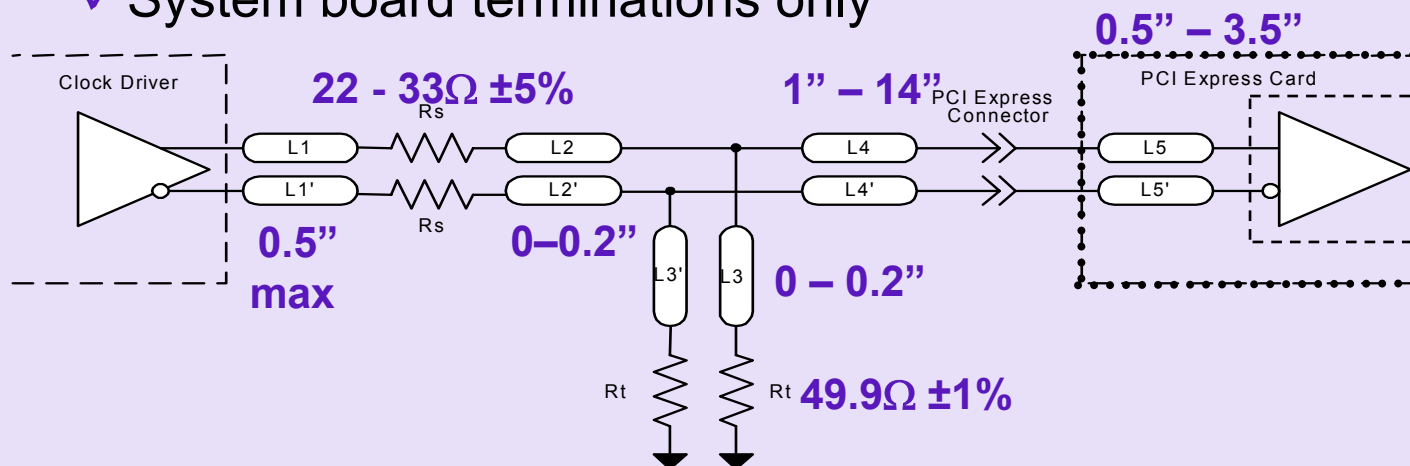 ✓ System board terminations only
0.5” – 3.5”
Clock Driver
22 - 33Ω ±5%
1” – 14”
PCI Express Card
Rs
PCI Express
Connector
L1
L2
L4
L5
L1'
L2'
L4'
L5'
Rs
0.5”
max
0–0.2”
L3'
L3
0 – 0.2”
Rt
Rt
49.9Ω ±1%